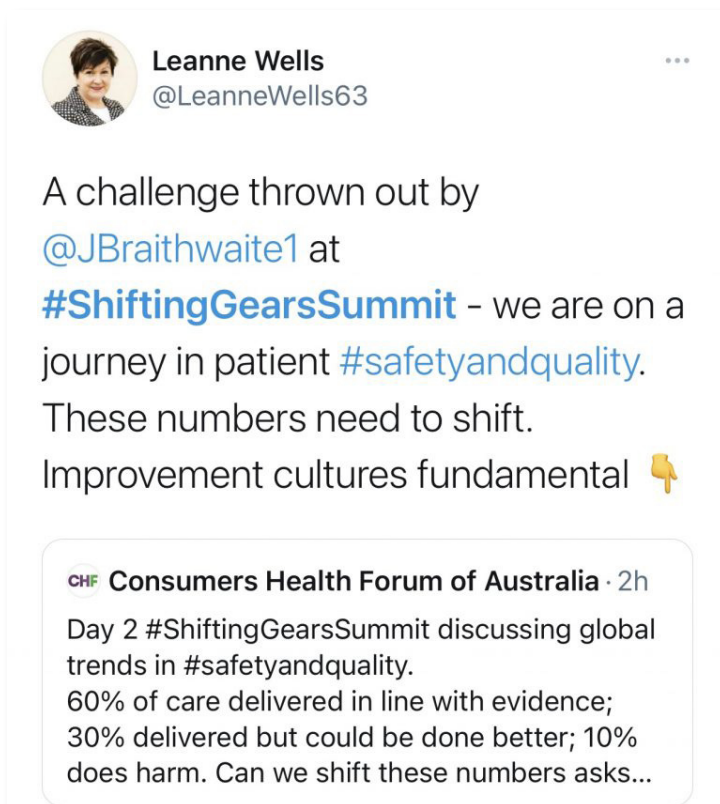 Leanne Wells
@LeanneWells63
A challenge thrown out by
@JBraithwaite1 at
#ShiftingGearsSummit - we are on a
journey in patient #safetyandquality.
These numbers need to shift.
Improvement cultures fundamental 👇
CHF Consumers Health Forum of Australia · 2h
Day 2 #ShiftingGearsSummit discussing global
trends in #safetyandquality.
60% of care delivered in line with evidence;
30% delivered but could be done better; 10%
does harm. Can we shift these numbers asks...